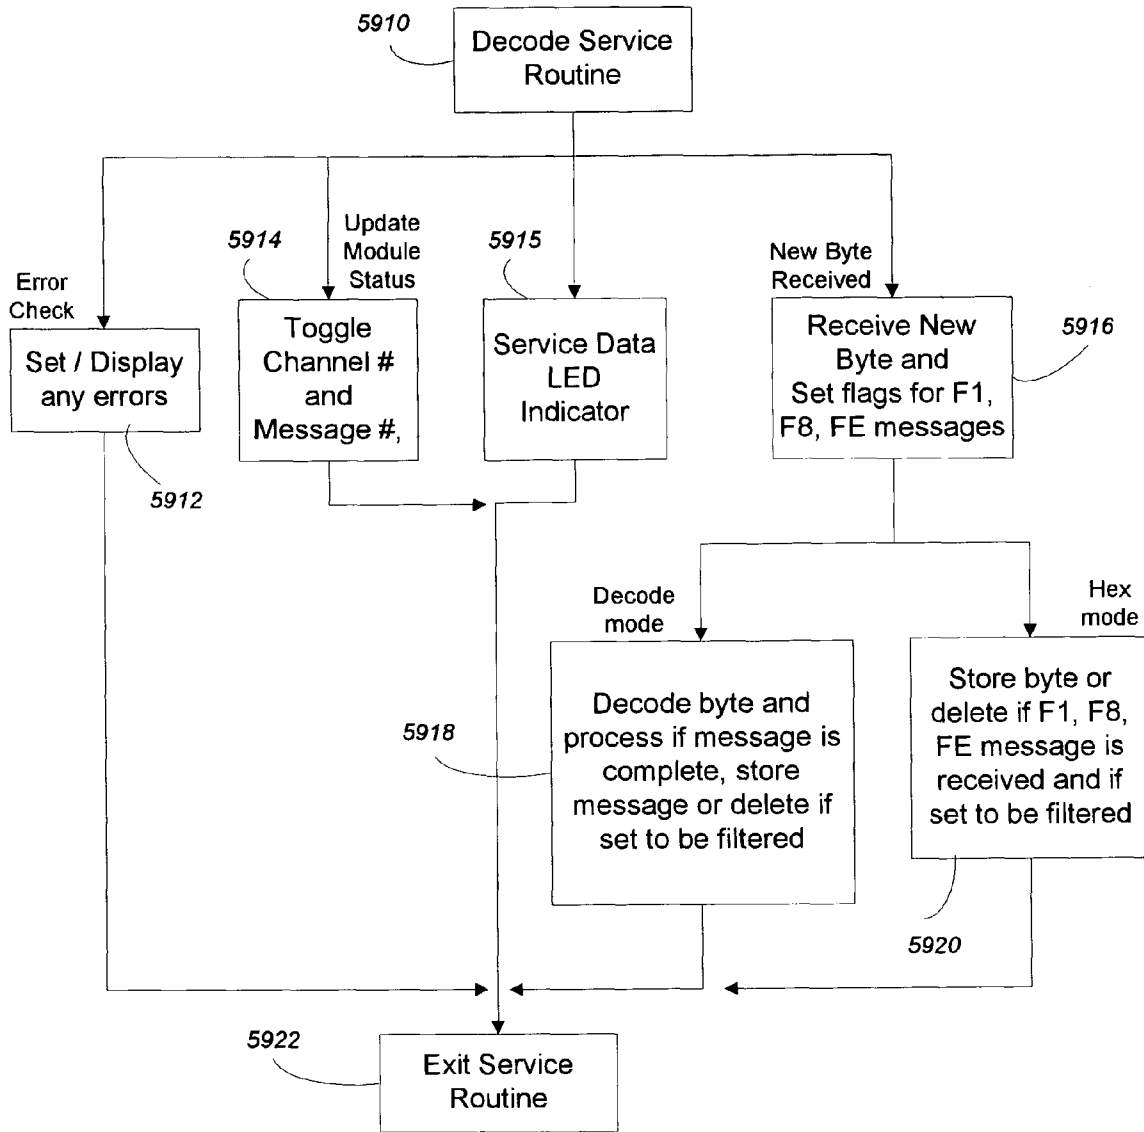 5910
Decode Service
Routine
5914
Update
Module
Status
5915
New Byte
Received
Error
Check
Set / Display
any errors
5912
Toggle
Channel #
and
Message #,
Service Data
LED
Indicator
Receive New
Byte and
Set flags for F1,
F8, FE messages
5916
Decode
mode
Hex
mode
5918
Decode byte and
process if message is
complete, store
message or delete if
set to be filtered
Store byte or
delete if F1, F8,
FE message is
received and if
set to be filtered
5920
5922
Exit Service
Routine